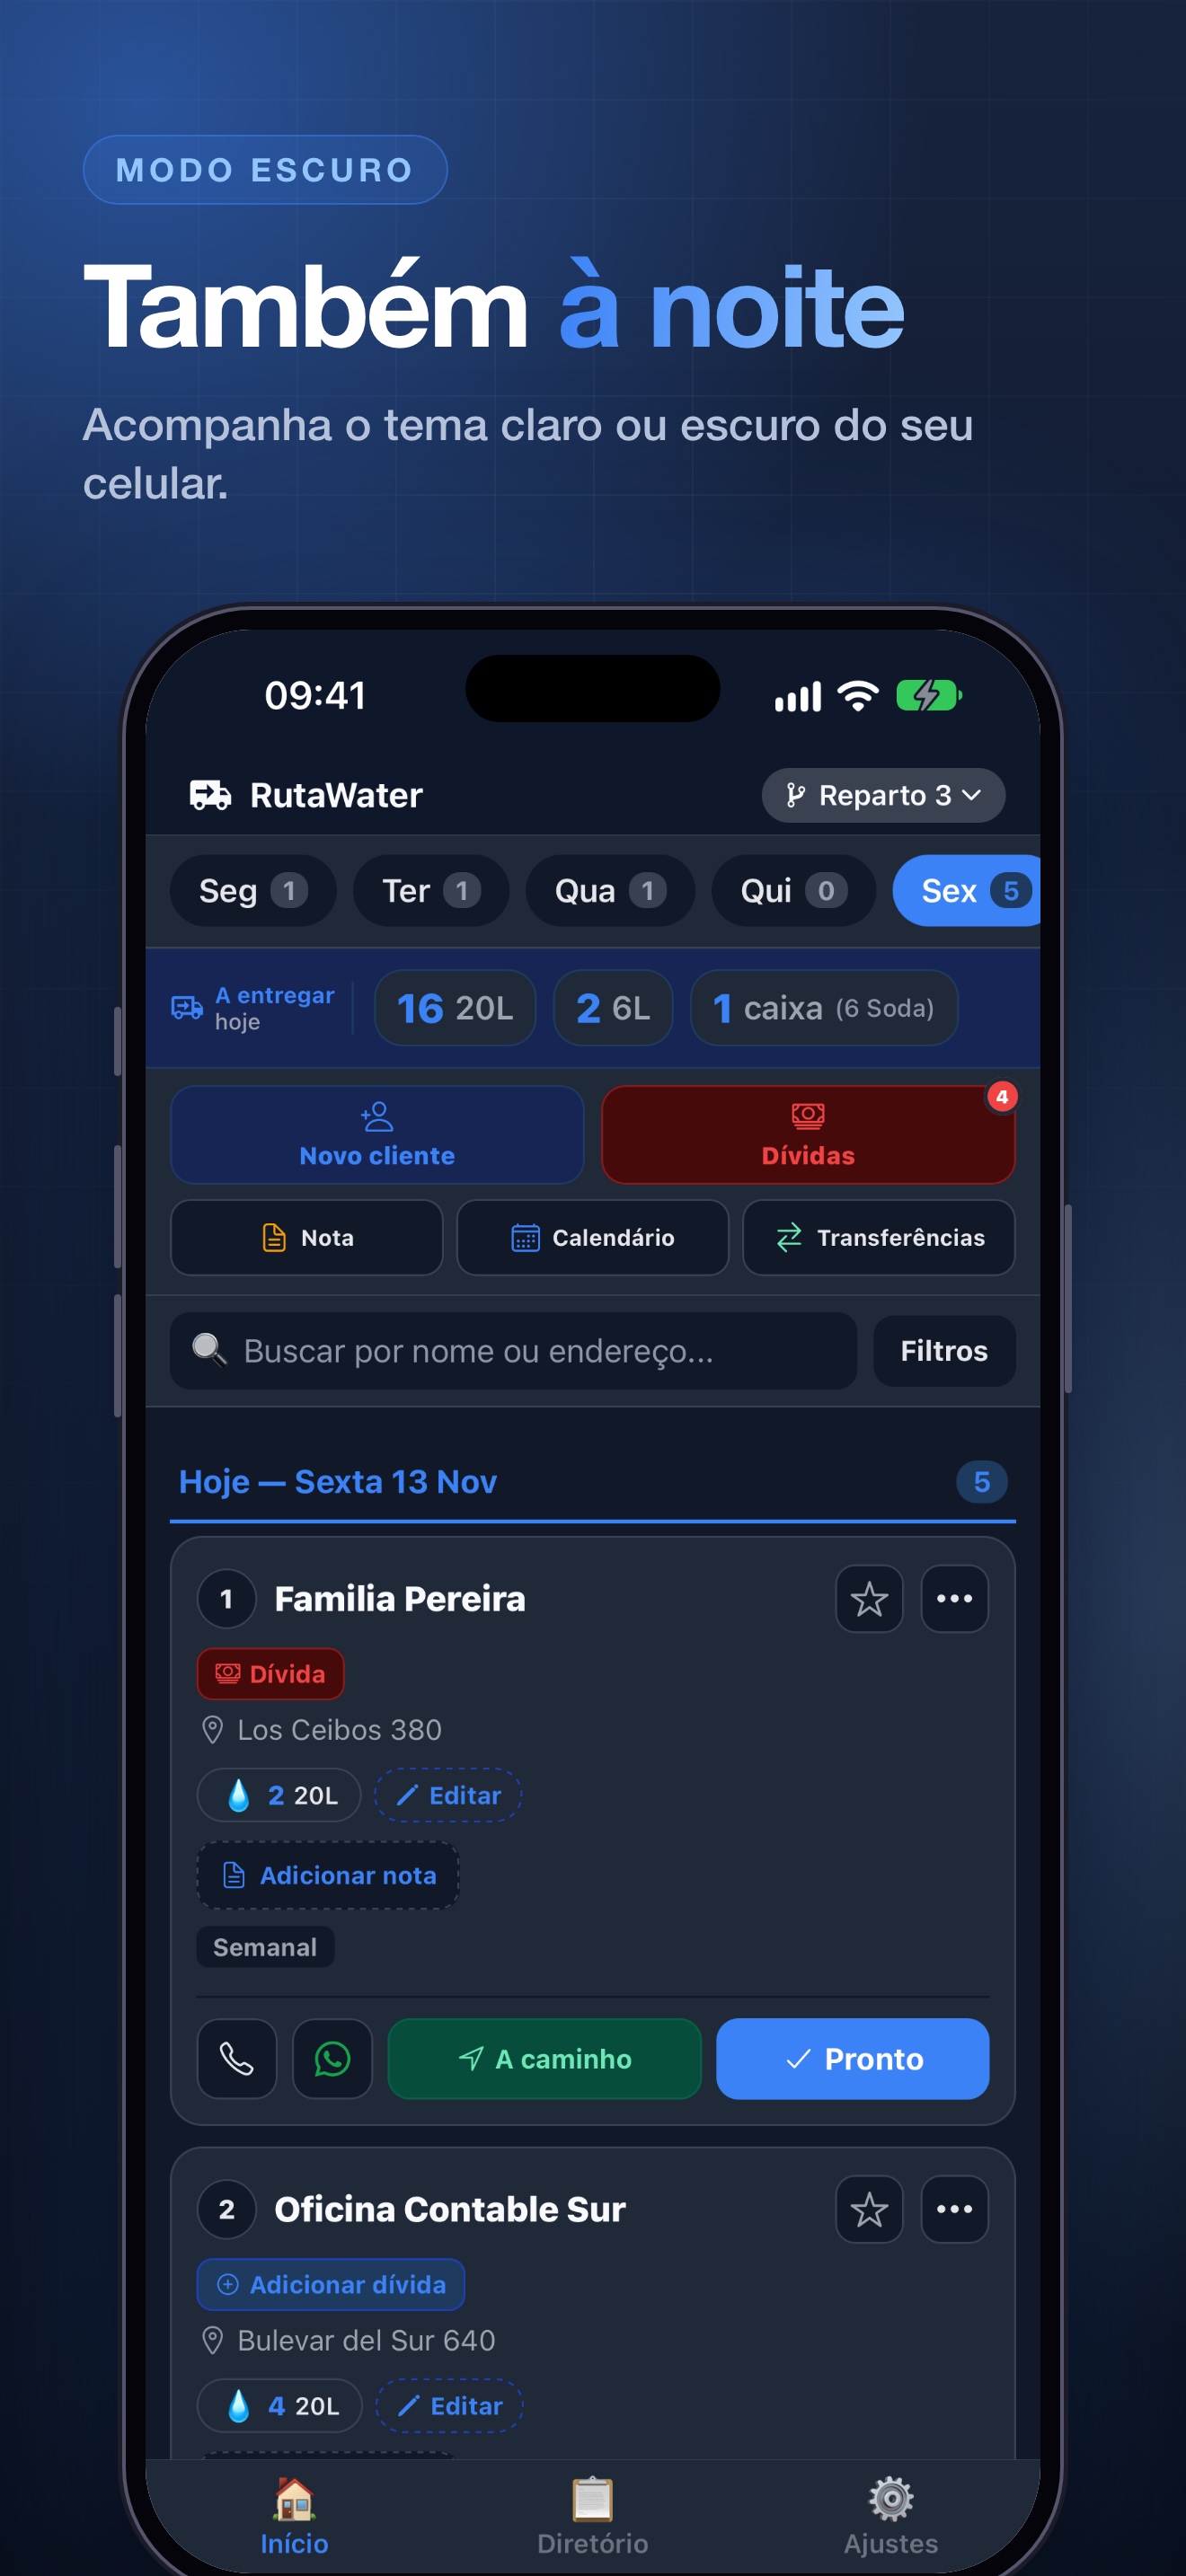 MODO ESCURO
Também à noite
Acompanha o tema claro ou escuro do seu
celular.
09:41
RutaWater
Reparto 3
Seg 1
Ter 1
Qua 1
Qui 0
Sex 5
A entregar
hoje
16 20L
2 6L
1 caixa (6 Soda)
Novo cliente
Dívidas
4
Nota
Calendário
Transferências
Buscar por nome ou endereço...
Filtros
Hoje — Sexta 13 Nov
5
1
Familia Pereira
Dívida
Los Ceibos 380
2 20L
Editar
Adicionar nota
Semanal
A caminho
Pronto
2
Oficina Contable Sur
Adicionar dívida
Bulevar del Sur 640
4 20L
Editar
Início
Diretório
Ajustes